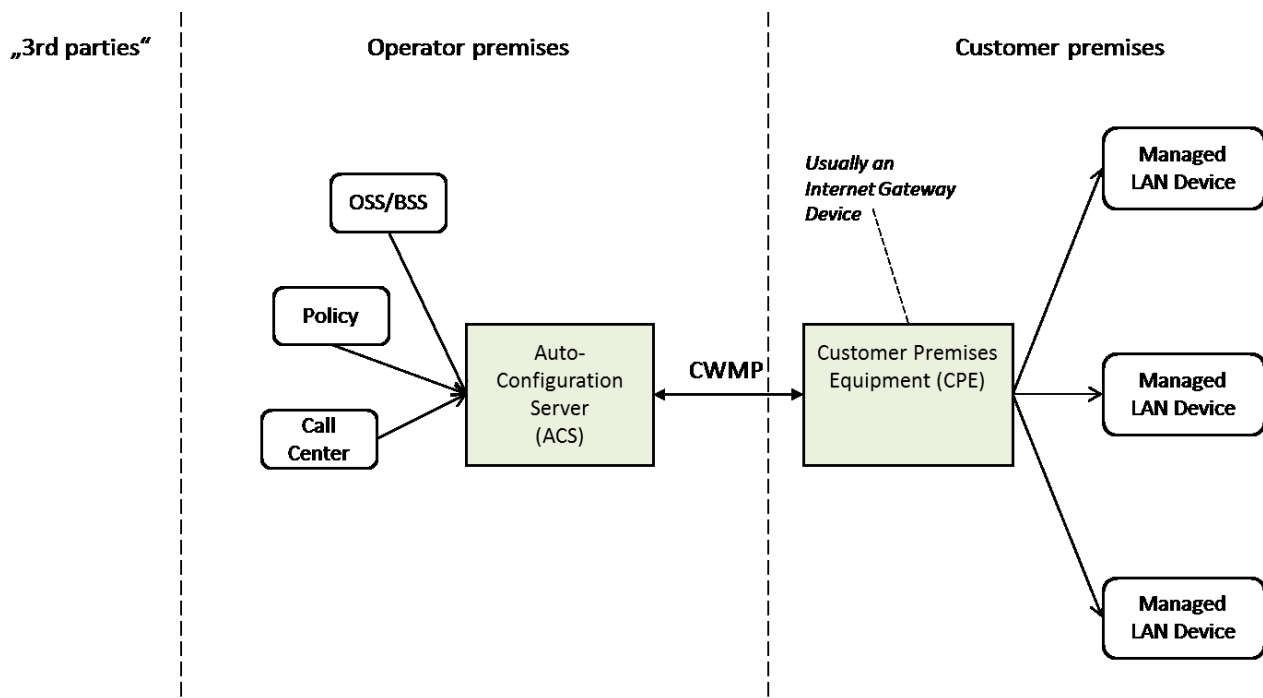 „3rd parties“
Operator premises
Customer premises
OSS/BSS
Policy
Call
Center
Auto-
Configuration
Server
(ACS)
CWMP
Usually an
Internet Gateway
Device
Customer Premises
Equipment (CPE)
Managed
LAN Device
Managed
LAN Device
Managed
LAN Device